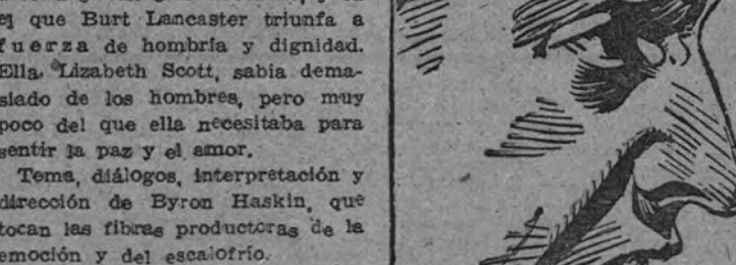 el que Burt Lancaster triunfa a
fuerza de hombría y dignidad.
Ella, Lizabeth Scott, sabía dema-
siado de los hombres, pero muy
poco del que ella necesitaba para
sentir la paz y el amor.
Tema, diálogos, interpretación y
dirección de Byron Haskin, que
tocan las fibras productoras de la
emoción y del escalofrío.